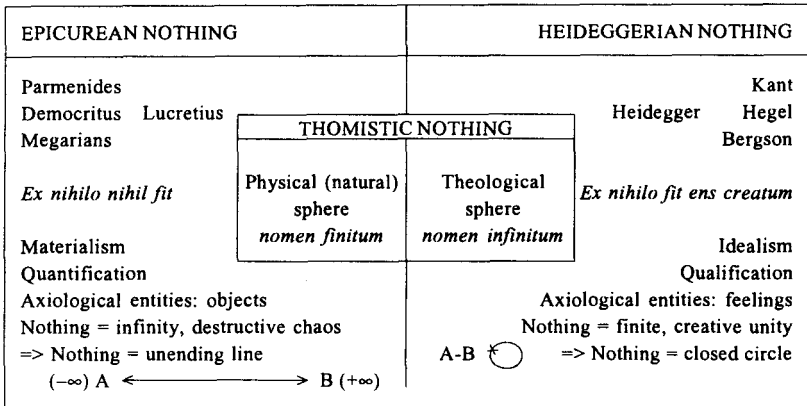 EPICUREAN NOTHING
HEIDEGGERIAN NOTHING
Parmenides
Democritus Lucretius
Megarians
Ex nihilo nihil fit
Materialism
Quantification
Axiological entities: objects
Nothing = infinity, destructive chaos
=> Nothing = unending line
(-∞) A ⟵⟶ B (+∞)
THOMISTIC NOTHING
Physical (natural)
sphere
nomen finitum
Theological
sphere
nomen infinitum
Kant
Heidegger Hegel
Bergson
Ex nihilo fit ens creatum
Idealism
Qualification
Axiological entities: feelings
Nothing = finite, creative unity
A-B => Nothing = closed circle